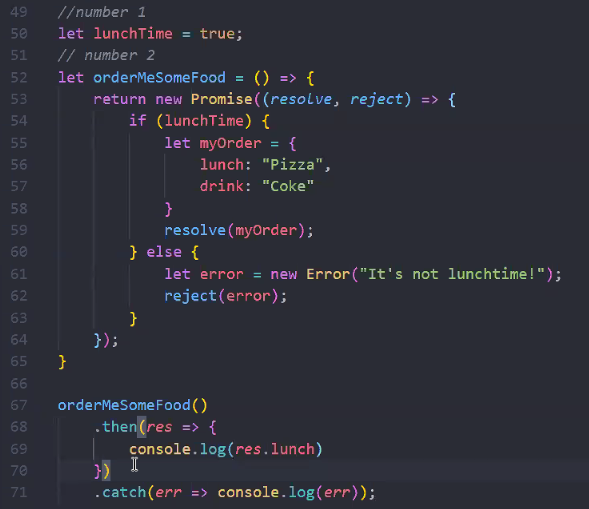 49 //number 1
50 let lunchTime = true;
51 // number 2
52 let orderMeSomeFood = () => {
53     return new Promise((resolve, reject) => {
54         if (lunchTime) {
55             let myOrder = {
56                 lunch: "Pizza",
57                 drink: "Coke"
58             }
59             resolve(myOrder);
60         } else {
61             let error = new Error("It's not lunchtime!");
62             reject(error);
63         }
64     });
65 }
66
67 orderMeSomeFood()
68     .then(res => {
69         console.log(res.lunch)
70     })
71     .catch(err => console.log(err));